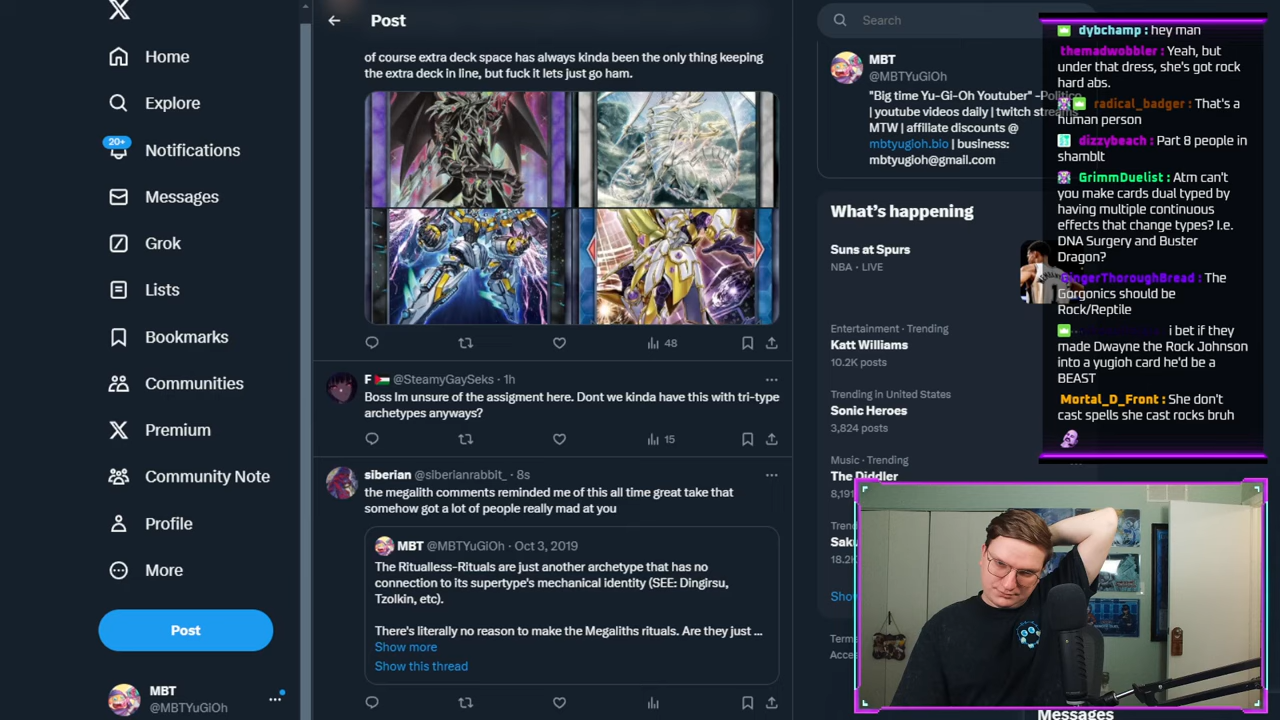 Home
Explore
20+
Notifications
Messages
Grok
Lists
Bookmarks
Communities
Premium
Community Note
Profile
More
Post
MBT
@MBTYuGiOh
Post
of course extra deck space has always kinda been the only thing keeping
the extra deck in line, but fuck it lets just go ham.
48
F @SteamyGaySeks · 1h
Boss Im unsure of the assigment here. Dont we kinda have this with tri-type
archetypes anyways?
15
siberian @siberianrabbit_ · 8s
the megalith comments reminded me of this all time great take that
somehow got a lot of people really mad at you
MBT @MBTYuGiOh · Oct 3, 2019
The Ritualless-Rituals are just another archetype that has no
connection to its supertype's mechanical identity (SEE: Dingirsu,
Tzolkin, etc).
There's literally no reason to make the Megaliths rituals. Are they just ...
Show more
Show this thread
Search
MBT
@MBTYuGiOh
"Big time Yu-Gi-Oh Youtuber" -Politico
| youtube videos daily | twitch streams
MTW | affiliate discounts @
mbtyugioh.bio | business:
mbtyugioh@gmail.com
What's happening
Suns at Spurs
NBA · LIVE
Entertainment · Trending
Katt Williams
10.2K posts
Trending in United States
Sonic Heroes
3,824 posts
Music · Trending
The Diddler
8,191
Trend
Saku
18.2K
Show
Terms
Acces
Messages
dybchamp : hey man
themadwobbler : Yeah, but
under that dress, she's got rock
hard abs.
radical_badger : That's a
human person
dizzybeach : Part 8 people in
shamblt
GrimmDuelist : Atm can't
you make cards dual typed by
having multiple continuous
effects that change types? I.e.
DNA Surgery and Buster
Dragon?
GingerThoroughBread : The
Gorgonics should be
Rock/Reptile
i bet if they
made Dwayne the Rock Johnson
into a yugioh card he'd be a
BEAST
Mortal_D_Front : She don't
cast spells she cast rocks bruh